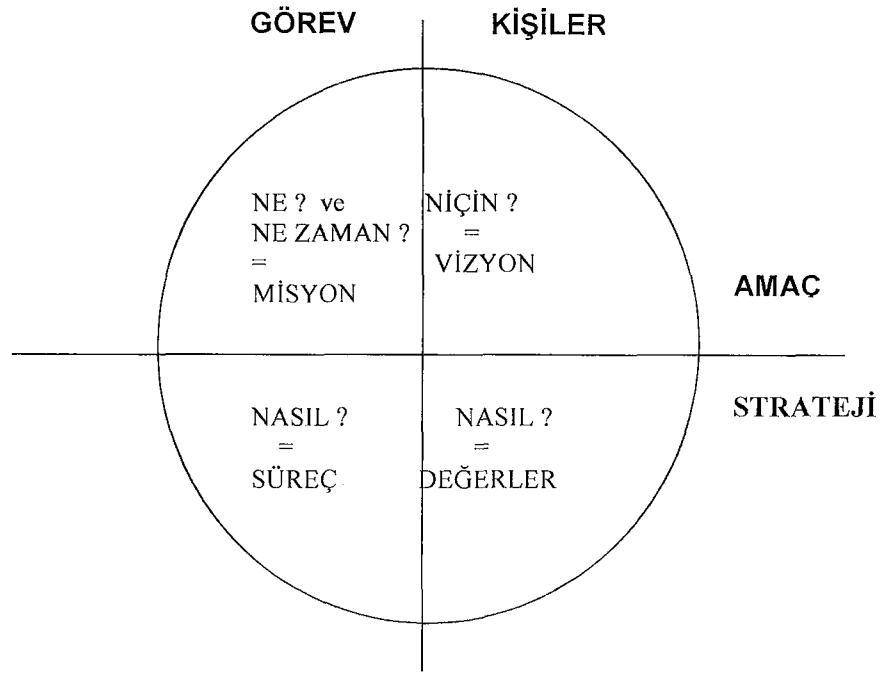 GÖREV KİŞİLER
NE ? ve
NE ZAMAN ?
=
MİSYON
NİÇİN ?
=
VİZYON
AMAÇ
NASIL ?
=
SÜREÇ
NASIL ?
=
DEĞERLER
STRATEJİ